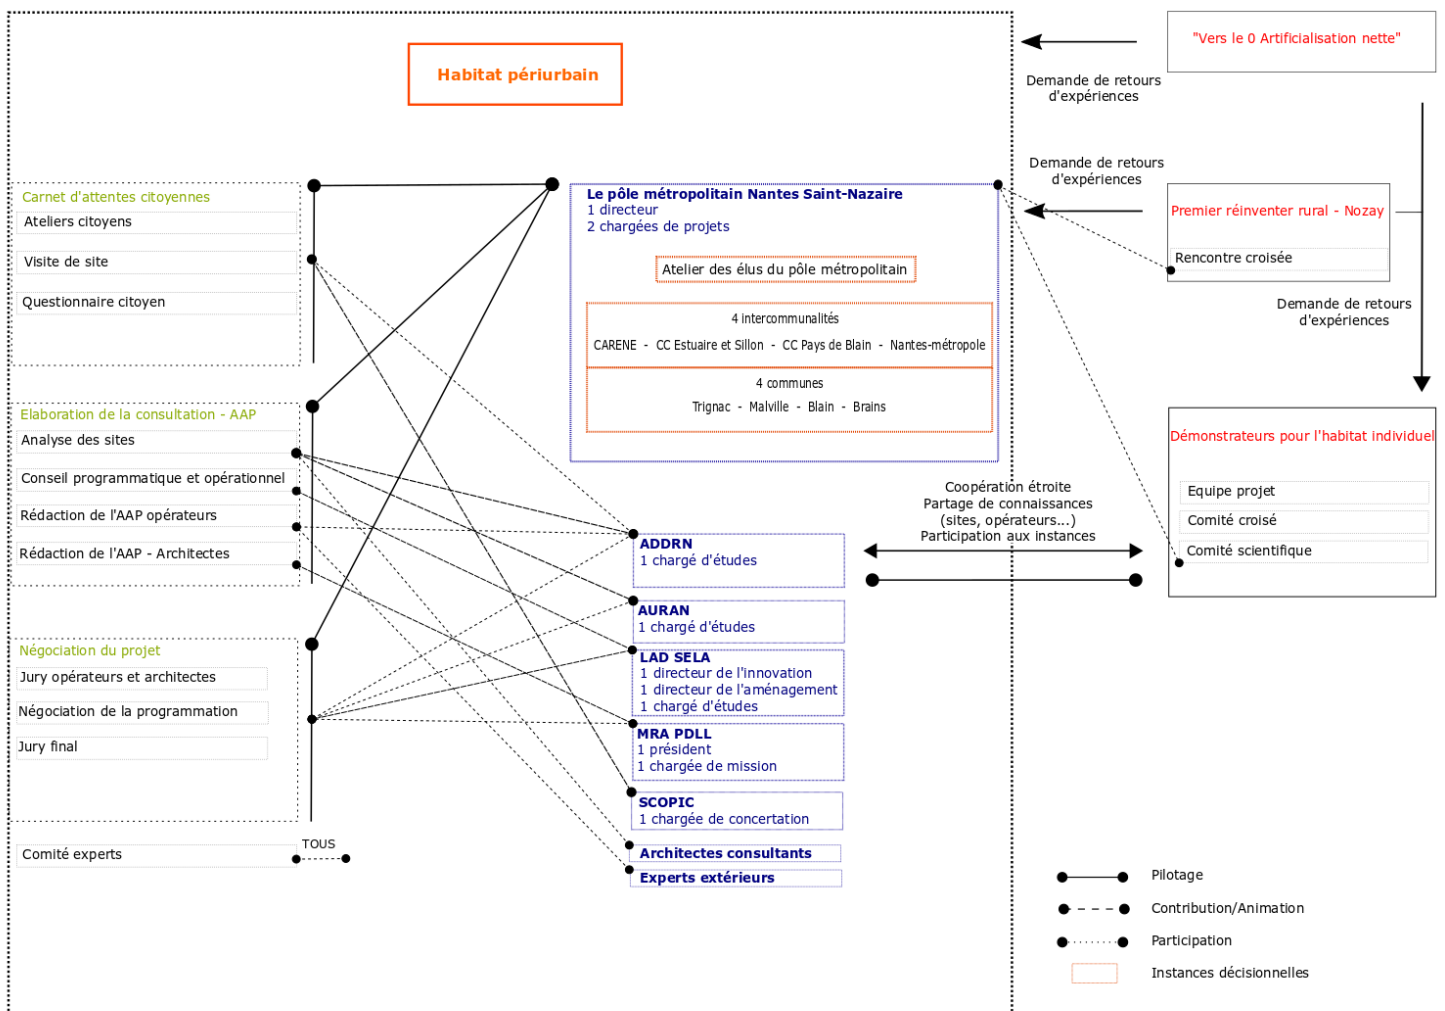 Habitat périurbain
"Vers le 0 Artificialisation nette"
Demande de retours
d'expériences
Demande de retours
d'expériences
Premier réinventer rural - Nozay
Rencontre croisée
Demande de retours
d'expériences
Carnet d'attentes citoyennes
Ateliers citoyens
Visite de site
Questionnaire citoyen
Le pôle métropolitain Nantes Saint-Nazaire
1 directeur
2 chargées de projets
Atelier des élus du pôle métropolitain
4 intercommunalités
CARENE - CC Estuaire et Sillon - CC Pays de Blain - Nantes-métropole
4 communes
Trignac - Malville - Blain - Brains
Elaboration de la consultation - AAP
Analyse des sites
Conseil programmatique et opérationnel
Rédaction de l'AAP opérateurs
Rédaction de l'AAP - Architectes
Démonstrateurs pour l'habitat individuel
Equipe projet
Comité croisé
Comité scientifique
Coopération étroite
Partage de connaissances
(sites, opérateurs...)
Participation aux instances
ADDRN
1 chargé d'études
AURAN
1 chargé d'études
LAD SELA
1 directeur de l'innovation
1 directeur de l'aménagement
1 chargé d'études
MRA PDLL
1 président
1 chargée de mission
SCOPIC
1 chargée de concertation
Architectes consultants
Experts extérieurs
Négociation du projet
Jury opérateurs et architectes
Négociation de la programmation
Jury final
TOUS
Comité experts
Pilotage
Contribution/Animation
Participation
Instances décisionnelles